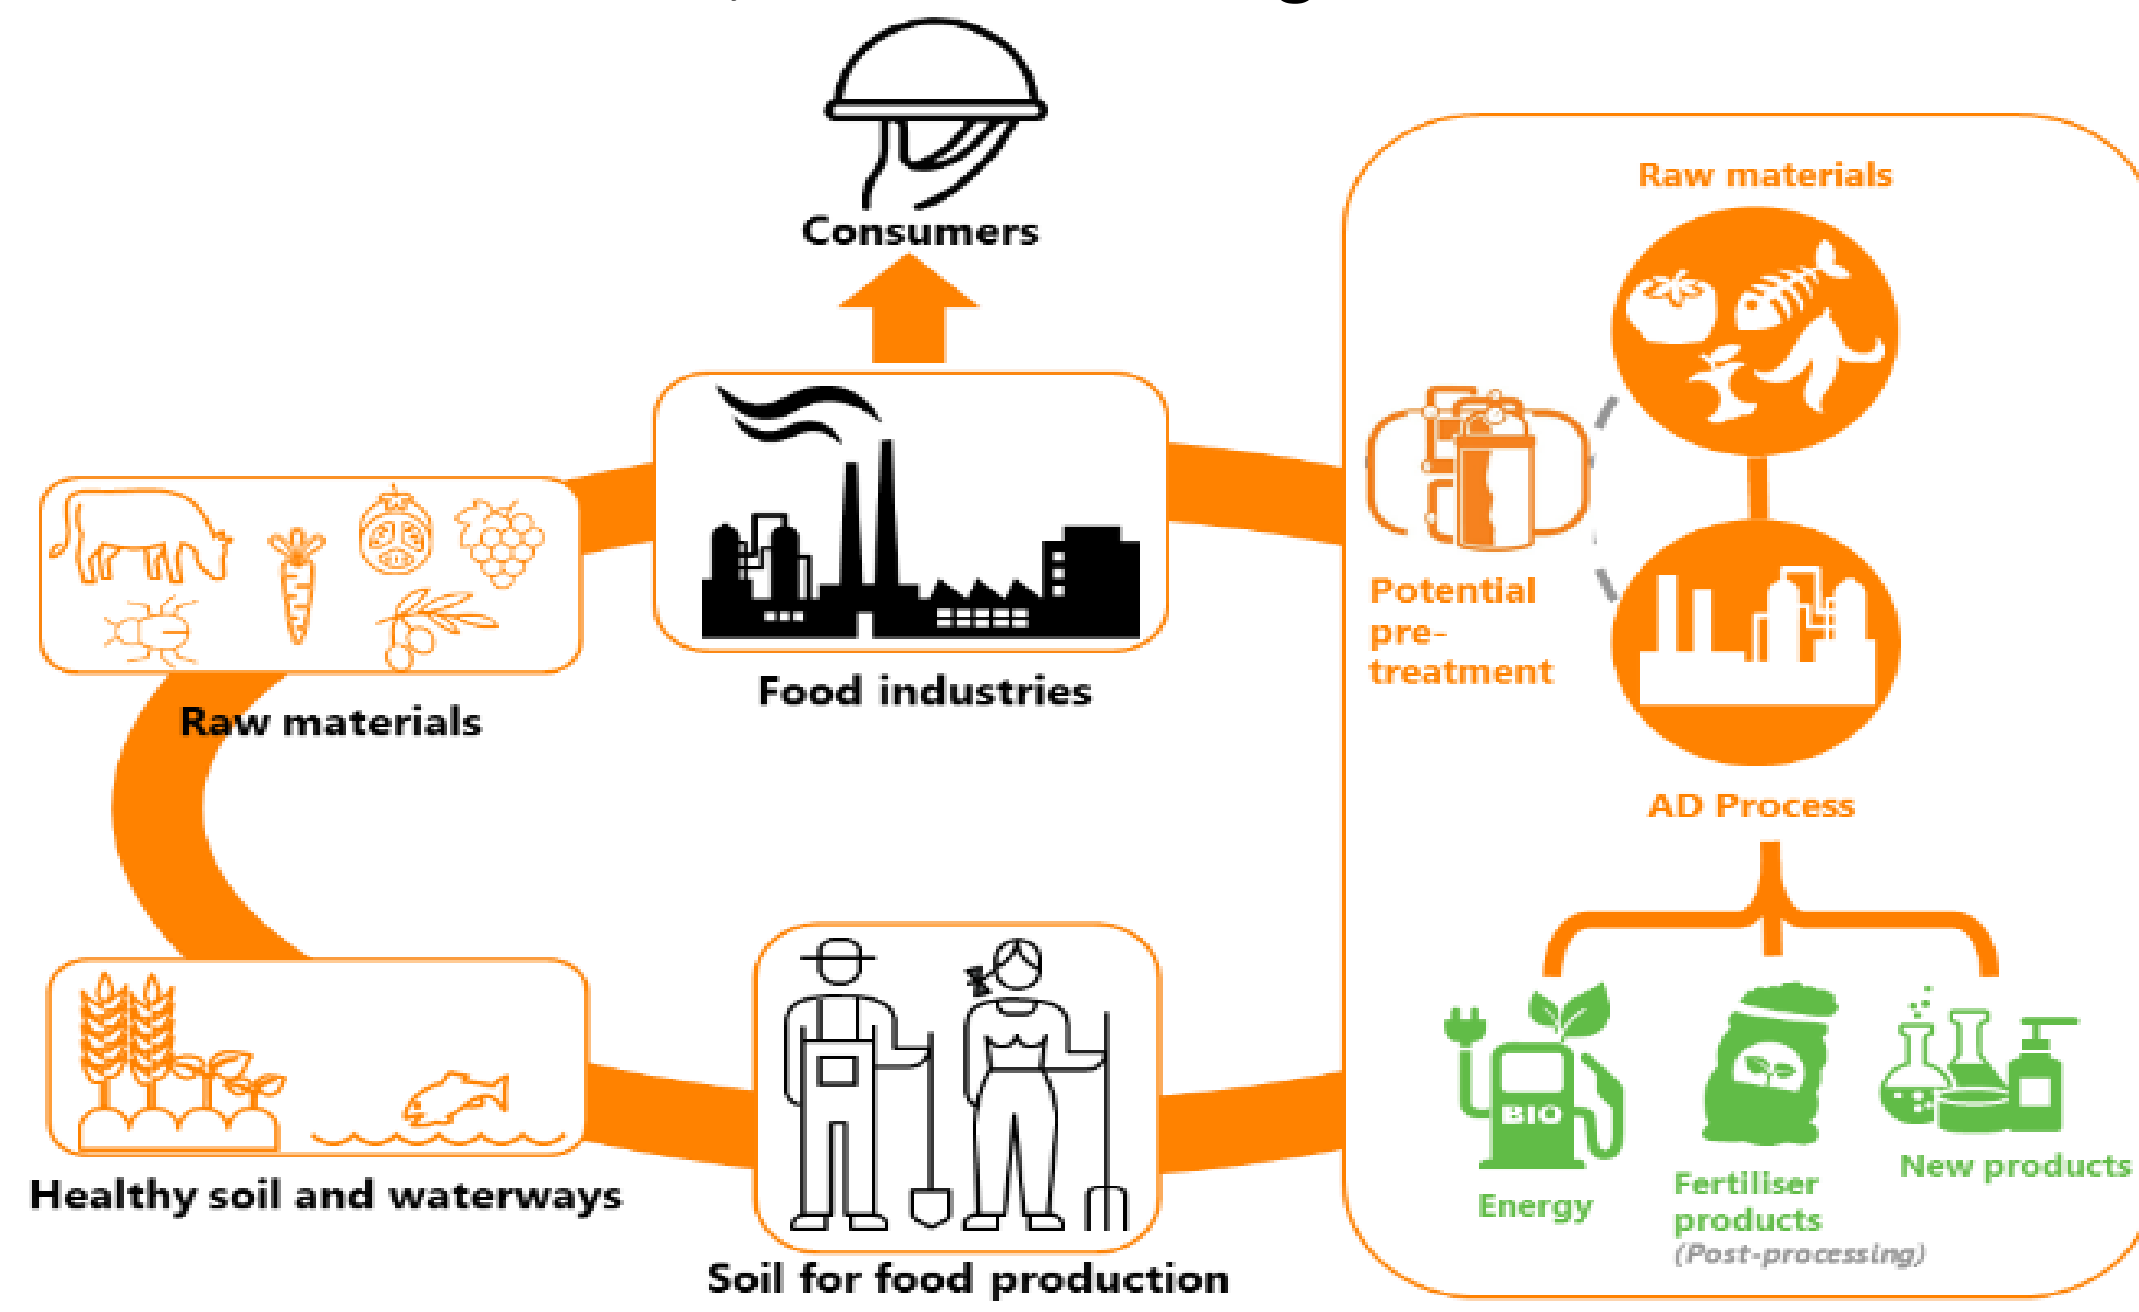 Consumers
Raw materials
Food industries
Raw materials
Potential
pre-
treatment
AD Process
BIO
Energy
Fertiliser
products
(Post-processing)
New products
Healthy soil and waterways
Soil for food production